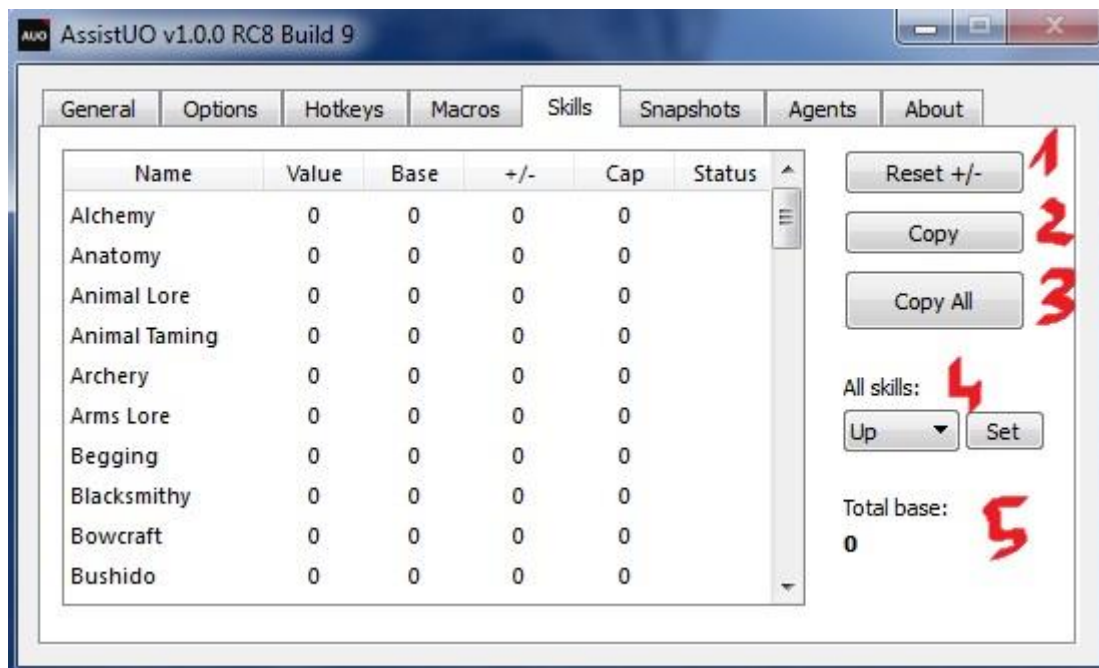 AUO AssistUO v1.0.0 RC8 Build 9
General Options Hotkeys Macros Skills Snapshots Agents About
Name Value Base +/- Cap Status
Alchemy 0 0 0 0
Anatomy 0 0 0 0
Animal Lore 0 0 0 0
Animal Taming 0 0 0 0
Archery 0 0 0 0
Arms Lore 0 0 0 0
Begging 0 0 0 0
Blacksmithy 0 0 0 0
Bowcraft 0 0 0 0
Bushido 0 0 0 0
Reset +/- 1
Copy 2
Copy All 3
All skills: 4
Up Set
Total base: 5
0